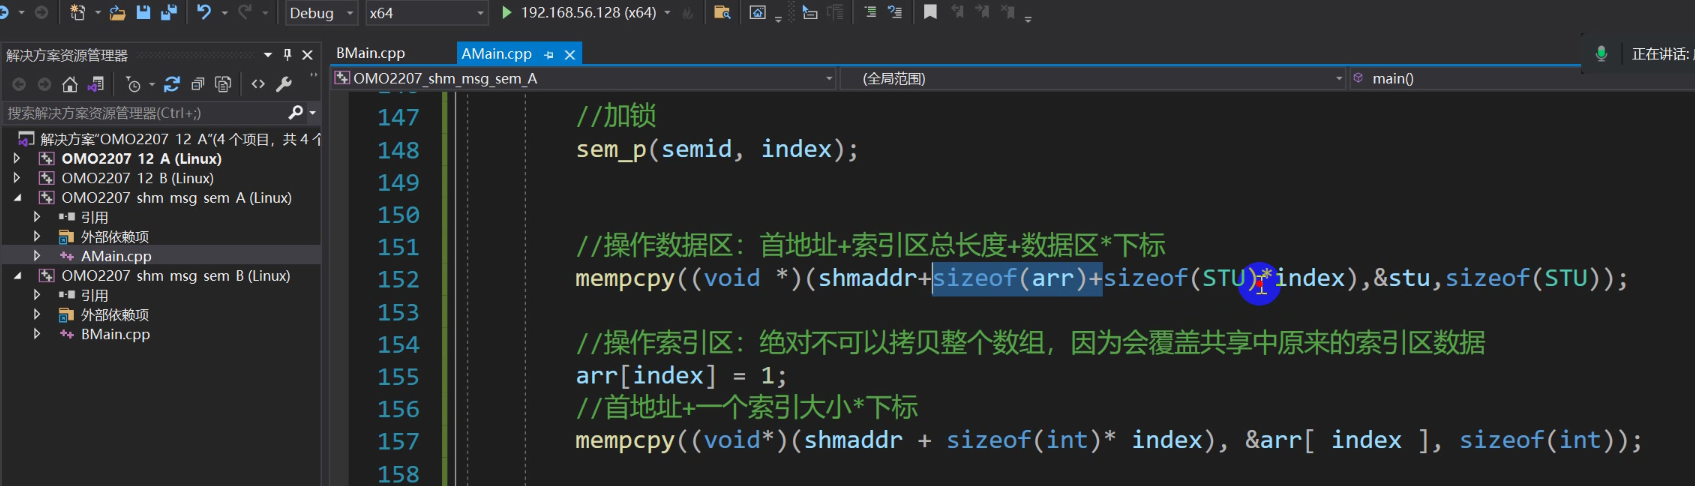 Debug
x64
192.168.56.128 (x64)
解决方案资源管理器
搜索解决方案资源管理器(Ctrl+;)
解决方案"OMO2207 12 A"(4 个项目, 共 4 个
OMO2207 12 A (Linux)
OMO2207 12 B (Linux)
OMO2207 shm msg sem A (Linux)
引用
外部依赖项
AMain.cpp
OMO2207 shm msg sem B (Linux)
引用
外部依赖项
BMain.cpp
BMain.cpp
AMain.cpp
正在讲话:
OMO2207_shm_msg_sem_A
(全局范围)
main()
147 //加锁
148 sem_p(semid, index);
149
150
151 //操作数据区: 首地址+索引区总长度+数据区*下标
152 mempcpy((void *)(shmaddr+sizeof(arr)+sizeof(STU)*index),&stu,sizeof(STU));
153
154 //操作索引区: 绝对不可以拷贝整个数组, 因为会覆盖共享中原来的索引区数据
155 arr[index] = 1;
156 //首地址+一个索引大小*下标
157 mempcpy((void*)(shmaddr + sizeof(int)* index), &arr[ index ], sizeof(int));
158